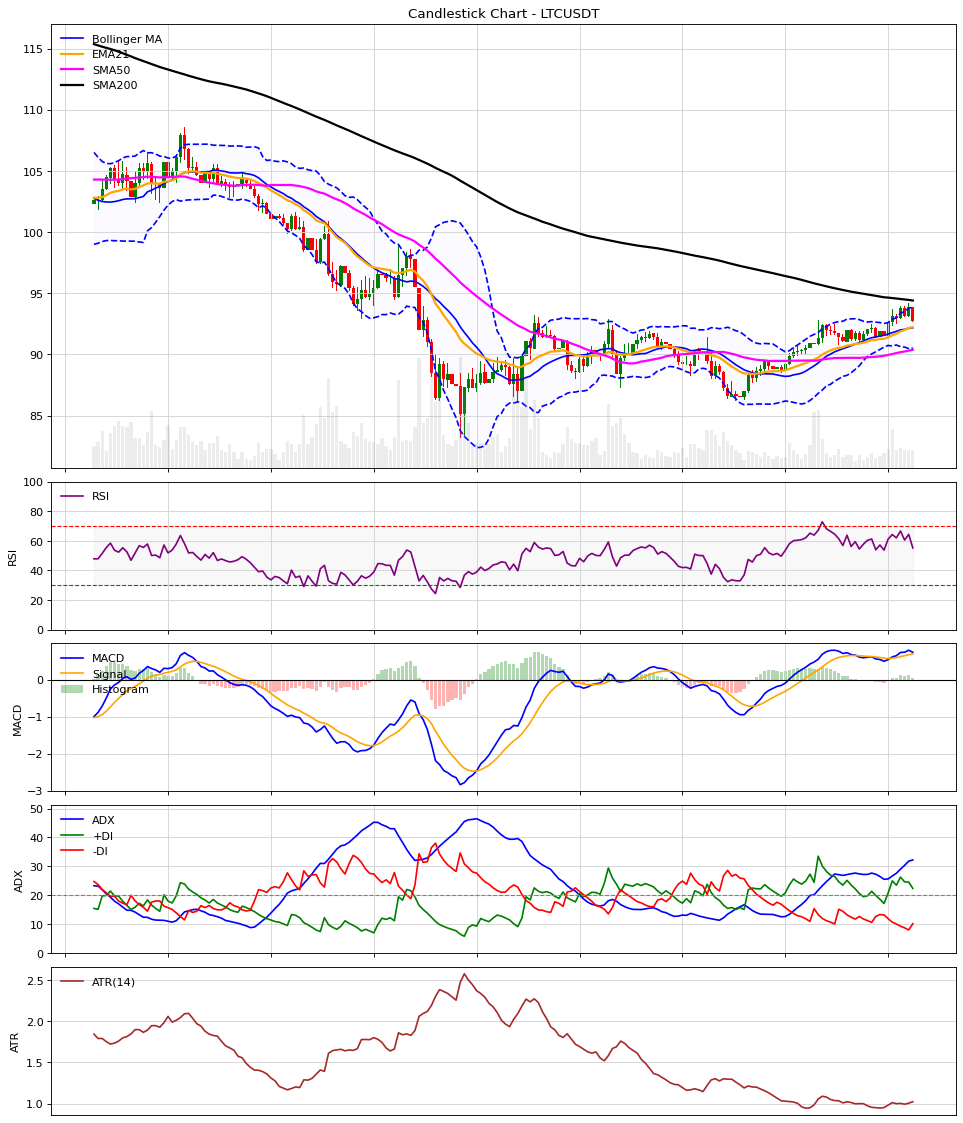 Candlestick Chart - LTCUSDT
Bollinger MA
EMA21
SMA50
SMA200
115
110
105
100
95
90
85
RSI
100
80
60
40
20
0
RSI
MACD
Signal
Histogram
0
−1
−2
−3
MACD
ADX
+DI
-DI
50
40
30
20
10
0
ADX
ATR(14)
2.5
2.0
1.5
1.0
ATR